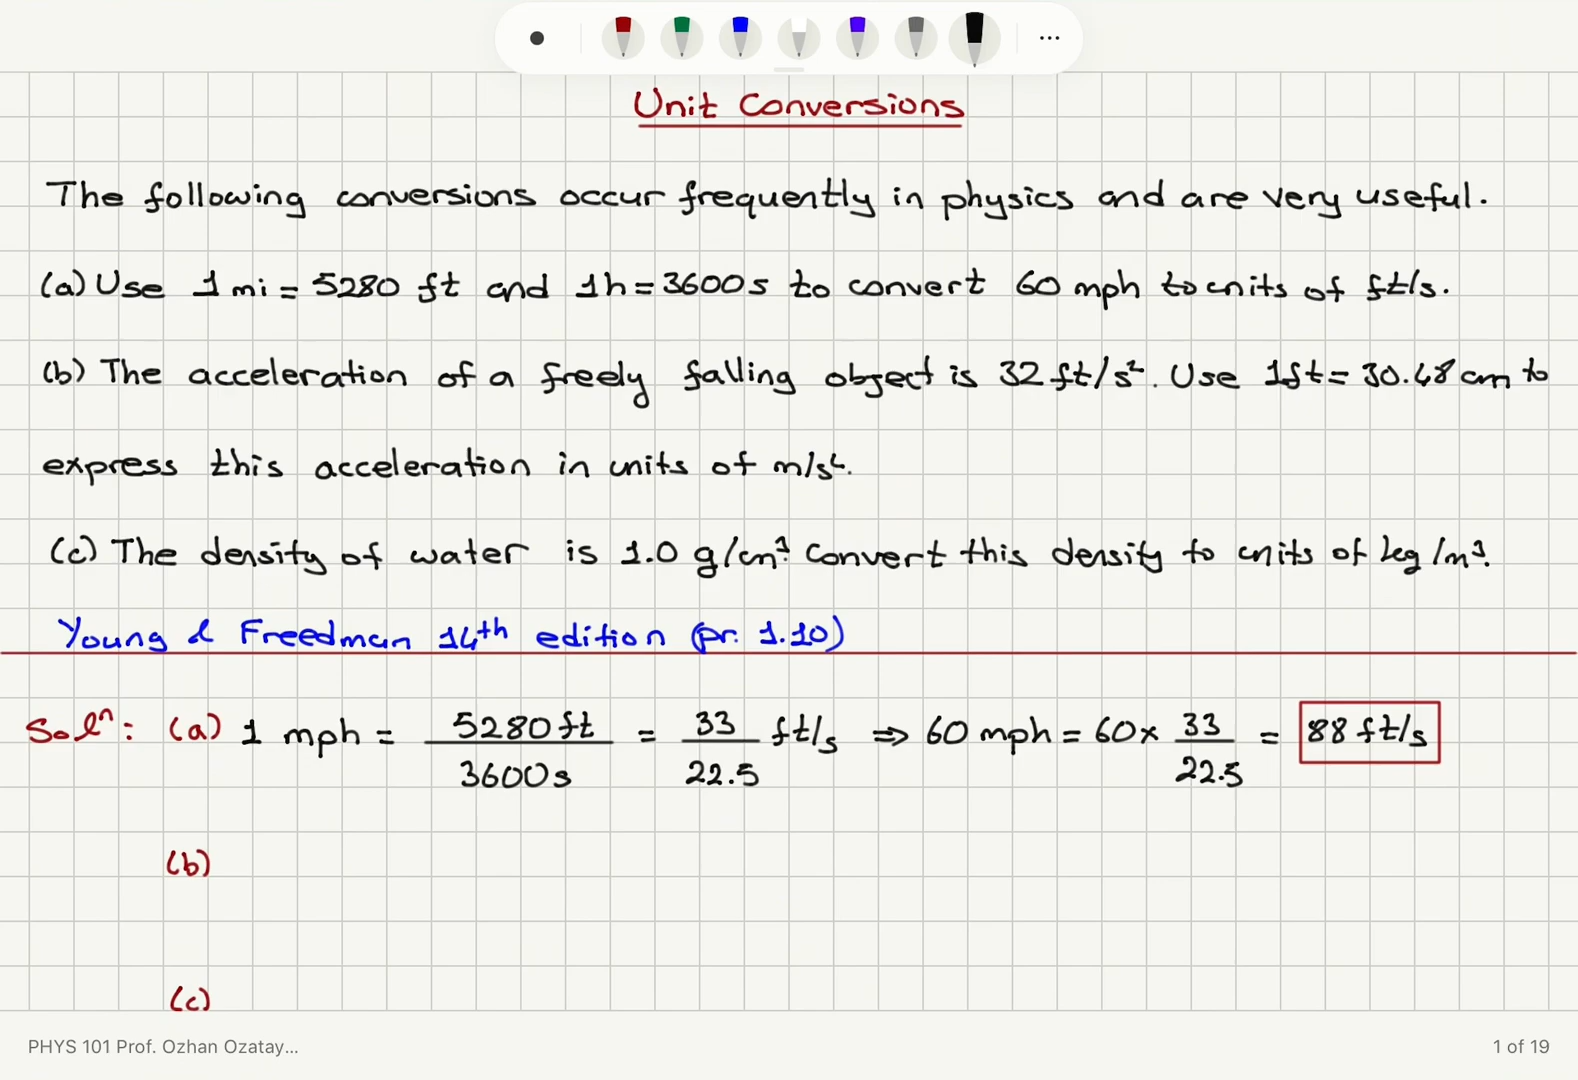 Unit Conversions
The following conversions occur frequently in physics and are very useful.
(a) Use 1 mi = 5280 ft and 1h = 3600s to convert 60 mph to units of ft/s.
(b) The acceleration of a freely falling object is 32 ft/s². Use 1ft = 30.48 cm to
express this acceleration in units of m/s².
(c) The density of water is 1.0 g/cm³. Convert this density to units of kg/m³.
Young & Freedman 14th edition (pr. 1.10)
Solⁿ: (a) 1 mph = 5280 ft / 3600 s = 33 / 22.5 ft/s ⇒ 60 mph = 60 × 33 / 22.5 = 88 ft/s
(b)
(c)
PHYS 101 Prof. Ozhan Ozatay...
1 of 19